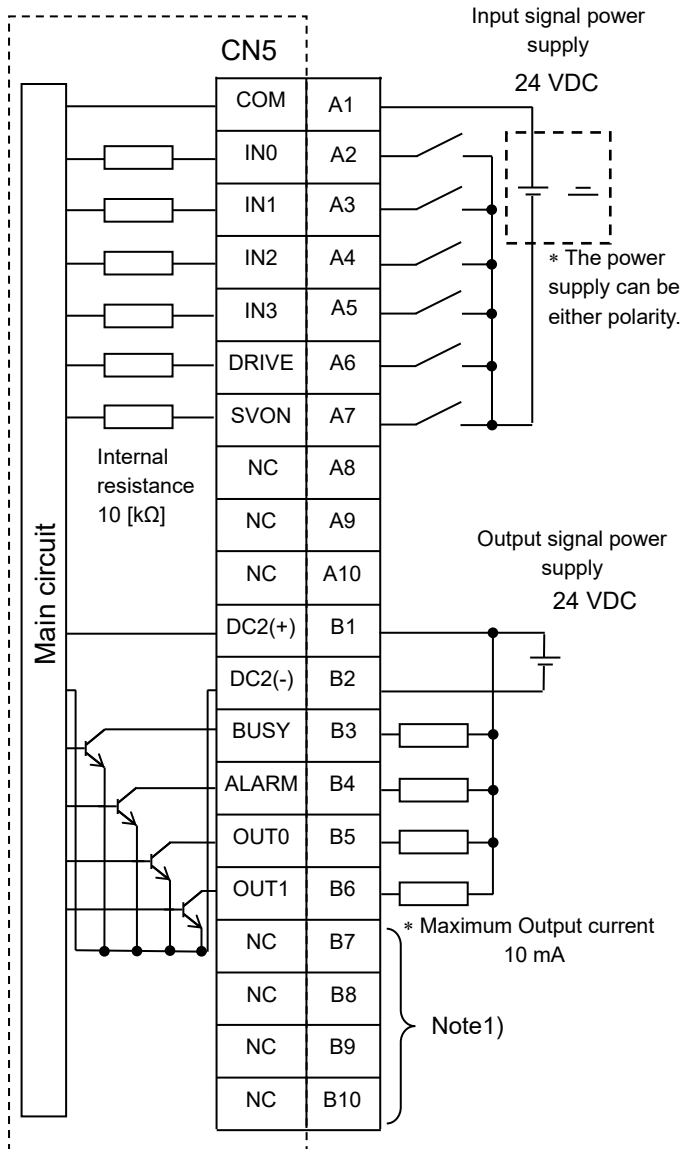 Input signal power
supply
24 VDC
CN5
COM A1
IN0 A2
IN1 A3
IN2 A4
IN3 A5
DRIVE A6
SVON A7
NC A8
NC A9
NC A10
DC2(+) B1
DC2(-) B2
BUSY B3
ALARM B4
OUT0 B5
OUT1 B6
NC B7
NC B8
NC B9
NC B10
* The power
supply can be
either polarity.
Internal
resistance
10 [kΩ]
Main circuit
Output signal power
supply
24 VDC
* Maximum Output current
10 mA
Note1)